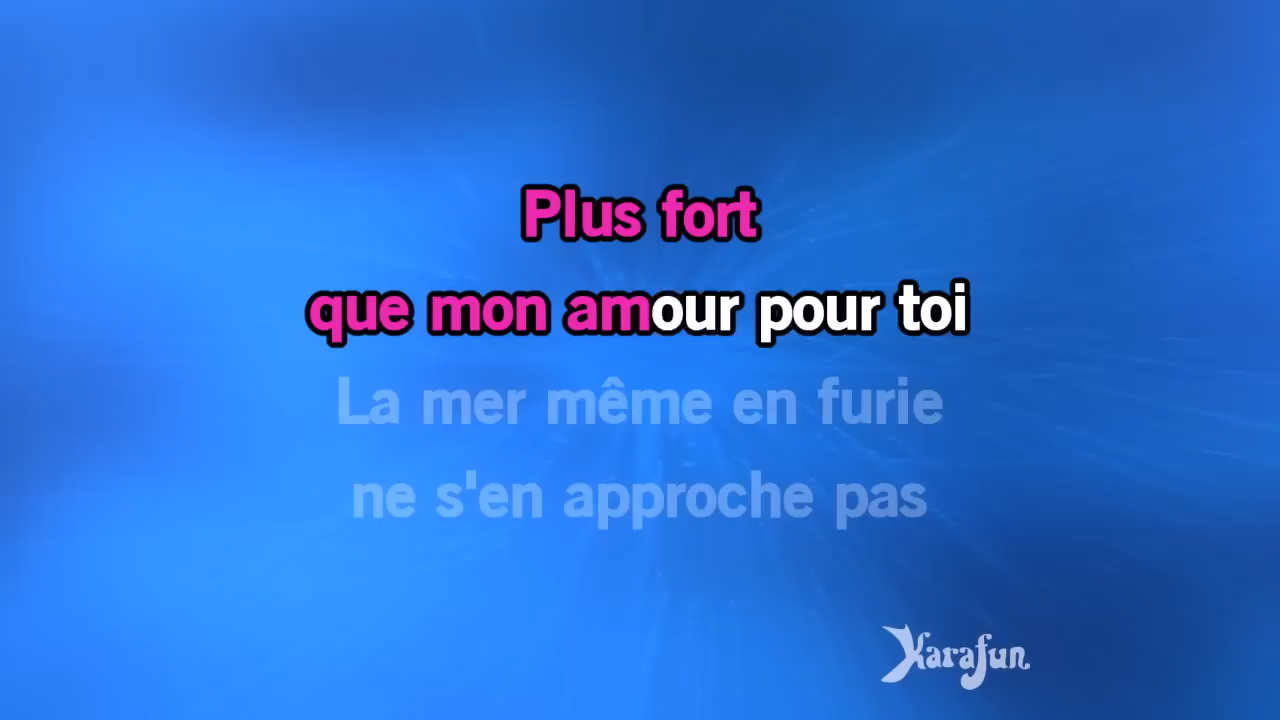 Plus fort
que mon amour pour toi
La mer même en furie
ne s'en approche pas
Karafun